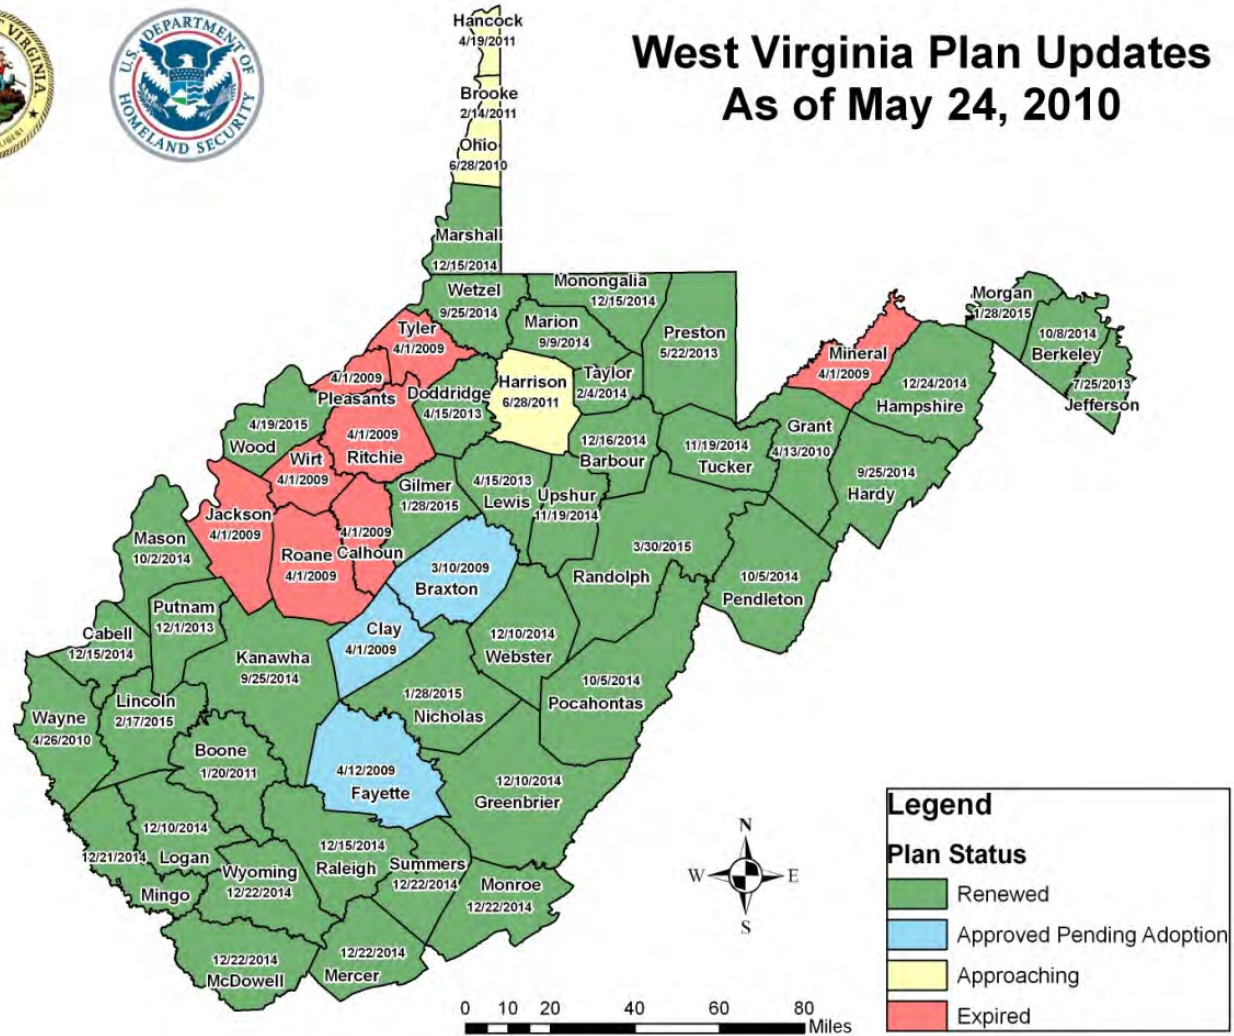 VIRGINIA
U.S. DEPARTMENT OF
HOMELAND SECURITY
West Virginia Plan Updates
As of May 24, 2010
Hancock
4/19/2011
Brooke
2/14/2011
Ohio
6/28/2010
Marshall
12/15/2014
Wetzel
9/25/2014
Monongalia
12/15/2014
Marion
9/9/2014
Preston
5/22/2013
Tyler
4/1/2009
4/1/2009
Pleasants
Doddridge
4/15/2013
Harrison
6/28/2011
Taylor
2/4/2014
Mineral
4/1/2009
Morgan
1/28/2015
10/8/2014
Berkeley
7/25/2013
Jefferson
12/24/2014
Hampshire
4/19/2015
Wood
4/1/2009
Ritchie
Wirt
4/1/2009
12/16/2014
Barbour
11/19/2014
Tucker
Grant
4/13/2010
9/25/2014
Hardy
Gilmer
1/28/2015
4/15/2013
Lewis
Upshur
11/19/2014
Jackson
4/1/2009
Roane
4/1/2009
4/1/2009
Calhoun
Mason
10/2/2014
3/30/2015
Randolph
10/5/2014
Pendleton
3/10/2009
Braxton
Putnam
12/1/2013
Cabell
12/15/2014
Clay
4/1/2009
12/10/2014
Webster
Kanawha
9/25/2014
10/5/2014
Pocahontas
1/28/2015
Nicholas
Wayne
4/26/2010
Lincoln
2/17/2015
Boone
1/20/2011
4/12/2009
Fayette
12/10/2014
Greenbrier
12/10/2014
Logan
12/21/2014
Mingo
Wyoming
12/22/2014
12/15/2014
Raleigh
Summers
12/22/2014
Monroe
12/22/2014
12/22/2014
McDowell
12/22/2014
Mercer
N
W E
S
0 10 20 40 60 80
Miles
Legend
Plan Status
Renewed
Approved Pending Adoption
Approaching
Expired